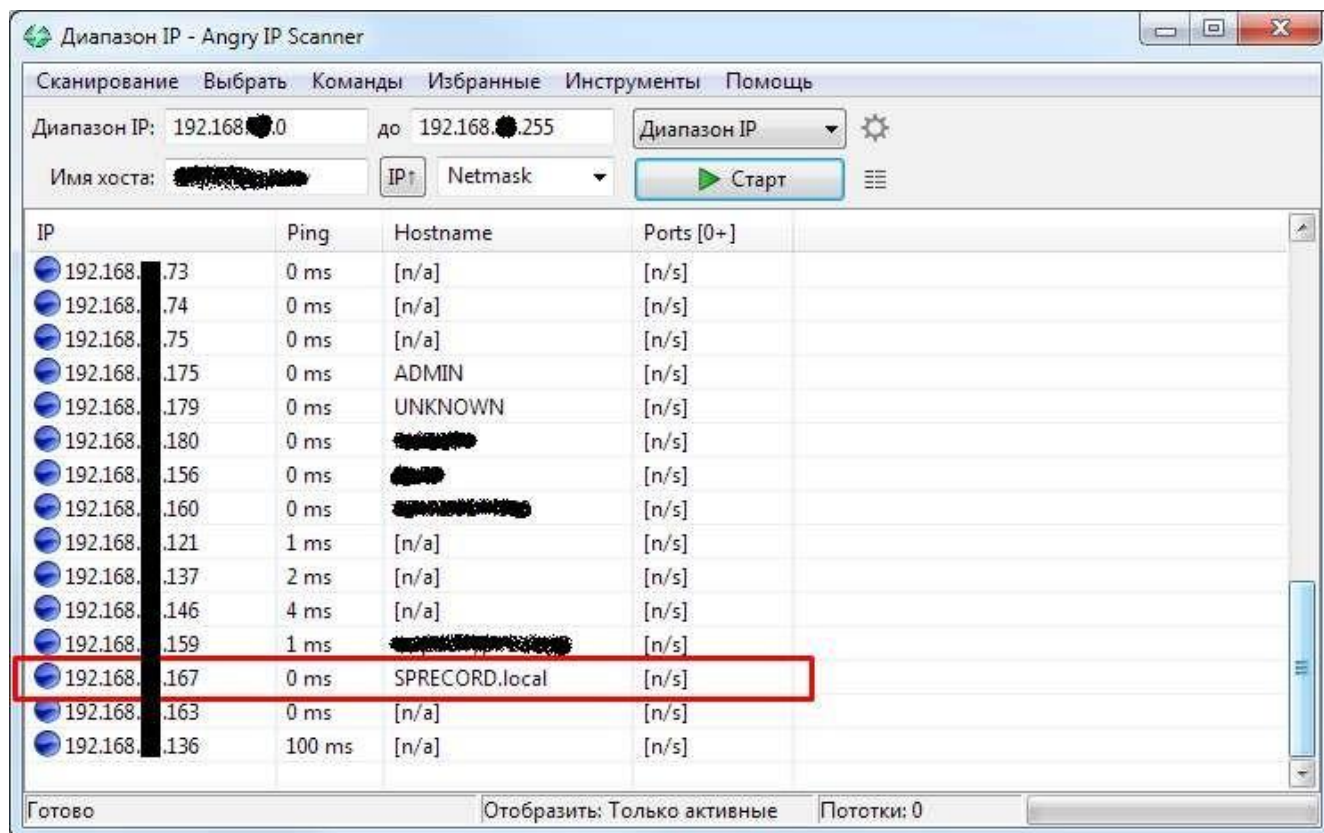 Диапазон IP - Angry IP Scanner
Сканирование Выбрать Команды Избранные Инструменты Помощь
Диапазон IP: 192.168 .0 до 192.168. .255 Диапазон IP
Имя хоста: IP↑ Netmask Старт
IP Ping Hostname Ports [0+]
192.168. .73 0 ms [n/a] [n/s]
192.168. .74 0 ms [n/a] [n/s]
192.168. .75 0 ms [n/a] [n/s]
192.168. .175 0 ms ADMIN [n/s]
192.168. .179 0 ms UNKNOWN [n/s]
192.168. .180 0 ms [n/s]
192.168. .156 0 ms [n/s]
192.168. .160 0 ms [n/s]
192.168. .121 1 ms [n/a] [n/s]
192.168. .137 2 ms [n/a] [n/s]
192.168. .146 4 ms [n/a] [n/s]
192.168. .159 1 ms [n/s]
192.168. .167 0 ms SPRECORD.local [n/s]
192.168. .163 0 ms [n/a] [n/s]
192.168. .136 100 ms [n/a] [n/s]
Готово Отобразить: Только активные Пототки: 0